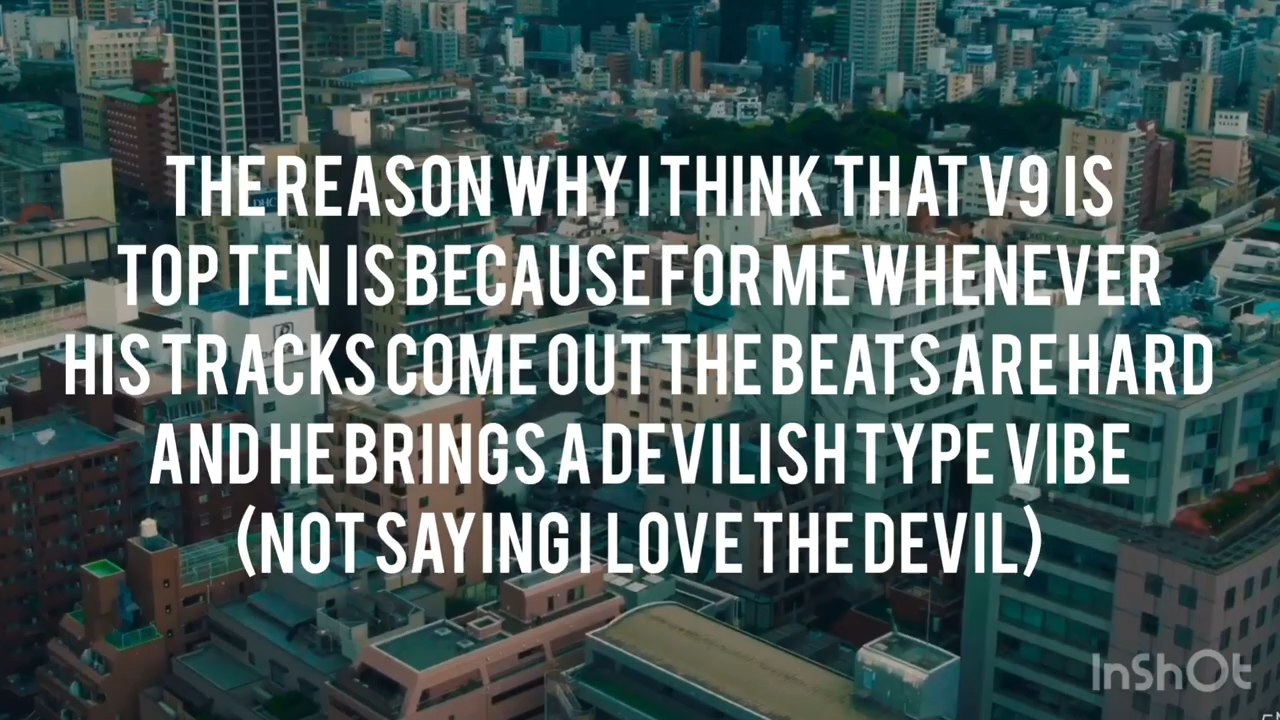 THE REASON WHY I THINK THAT V9 IS
TOP TEN IS BECAUSE FOR ME WHENEVER
HIS TRACKS COME OUT THE BEATS ARE HARD
AND HE BRINGS A DEVILISH TYPE VIBE
(NOT SAYING I LOVE THE DEVIL)
DHC
InShOt